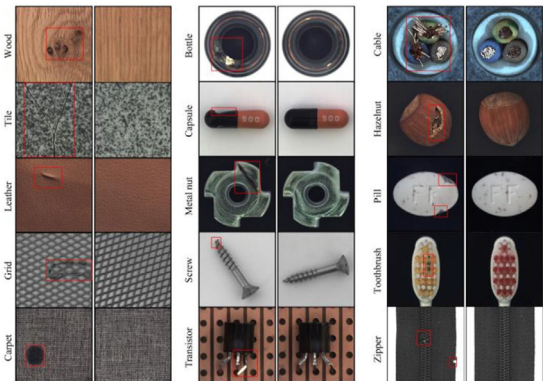 Wood
Tile
Leather
Grid
Carpet
Bottle
Capsule
500
500
Metal nut
Screw
Transistor
Cable
Hazelnut
Pill
FF
FF
Toothbrush
Zipper